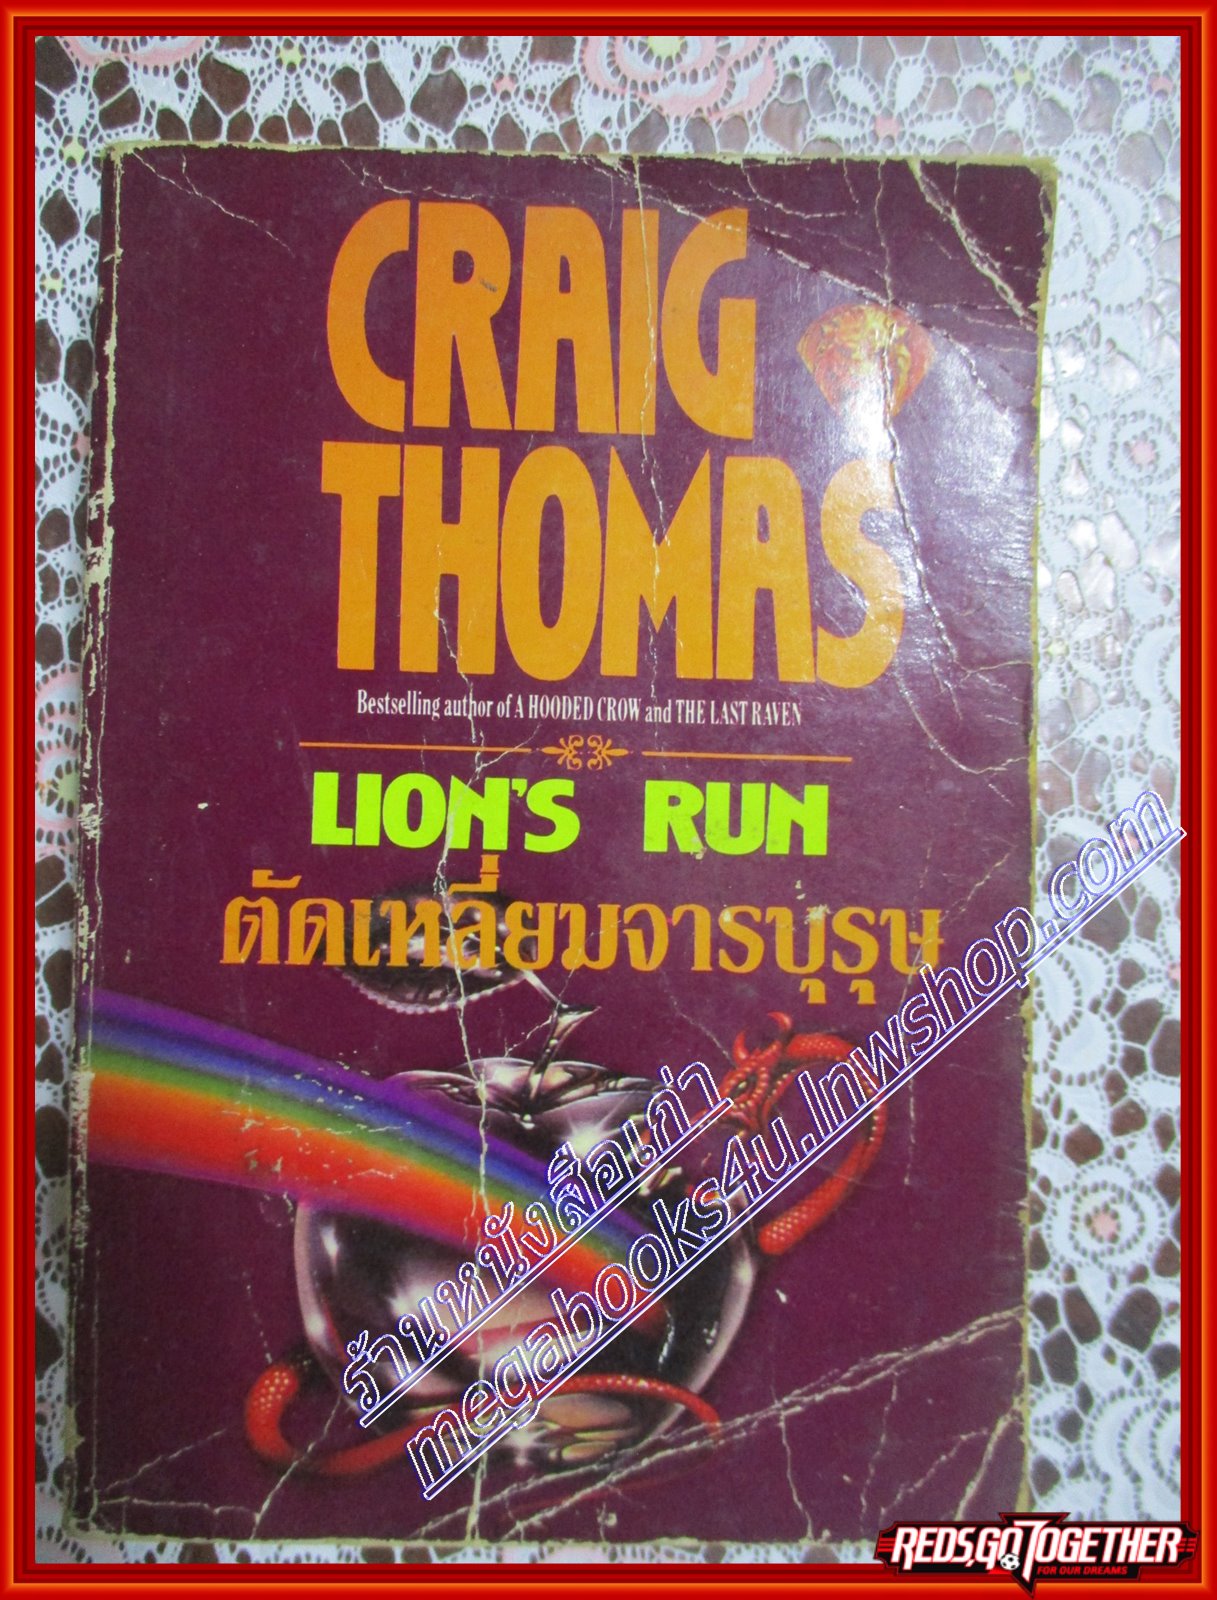 CRAIG
THOMAS
Bestselling author of A HOODED CROW and THE LAST RAVEN
LION'S RUN
ตัดเหลี่ยมจารบุรุษ
ร้านหนังสือเก่า
megabooks4u.lnwshop.com
REDS,GO TOGETHER
FOR OUR DREAMS